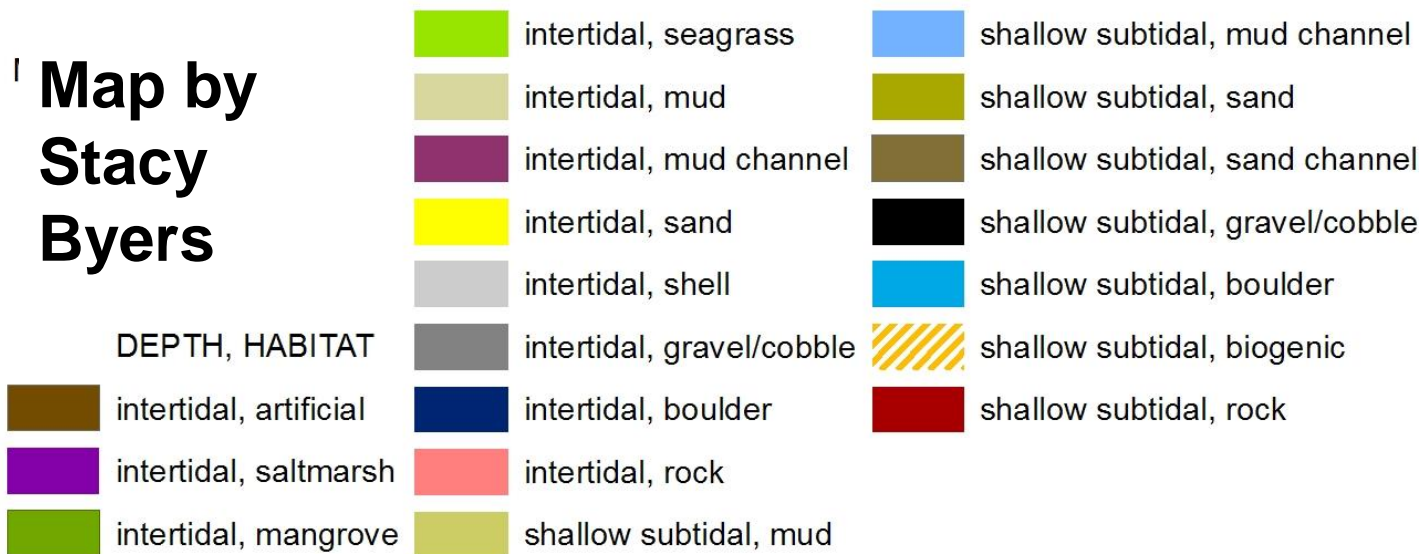 Map by
Stacy
Byers
DEPTH, HABITAT
intertidal, artificial
intertidal, saltmarsh
intertidal, mangrove
intertidal, seagrass
intertidal, mud
intertidal, mud channel
intertidal, sand
intertidal, shell
intertidal, gravel/cobble
intertidal, boulder
intertidal, rock
shallow subtidal, mud
shallow subtidal, mud channel
shallow subtidal, sand
shallow subtidal, sand channel
shallow subtidal, gravel/cobble
shallow subtidal, boulder
shallow subtidal, biogenic
shallow subtidal, rock